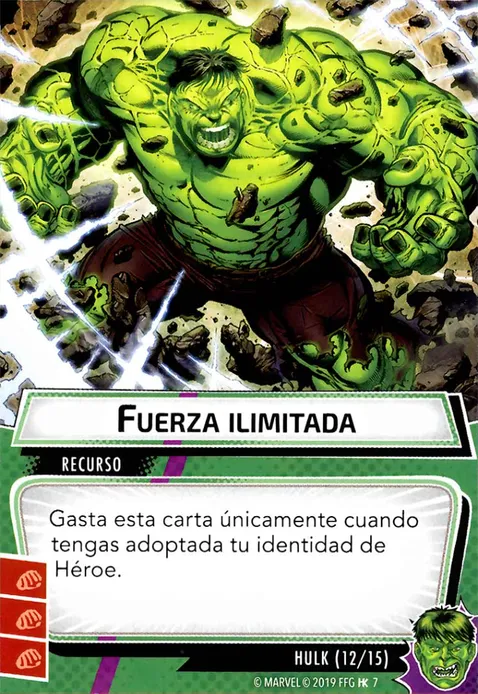 FUERZA ILIMITADA
RECURSO
Gasta esta carta únicamente cuando
tengas adoptada tu identidad de
Héroe.
HULK (12/15)
© MARVEL © 2019 FFG HK 7